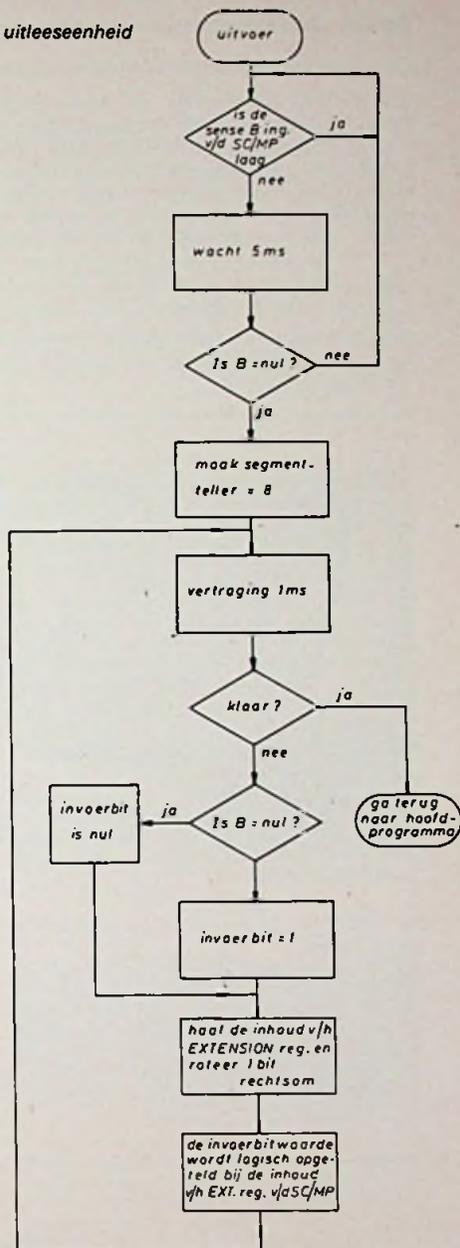 uitleeseenheid
uitvoer
is de
sense B ing.
v/d SC/MP
laag
ja
nee
wacht 5ms
Is B = nul ?
nee
ja
maak segment-
teller = 8
vertraging 1ms
klaar ?
ja
nee
ga terug
naar hoofd-
programma
Is B = nul ?
ja
invoerbit
is nul
invoerbit = 1
haal de inhoud v/h
EXTENSION reg. en
roteer 1 bit
rechtsom
de invoerbitwaarde
wordt logisch opge-
teld bij de inhoud
v/h EXT. reg. v/d SC/MP